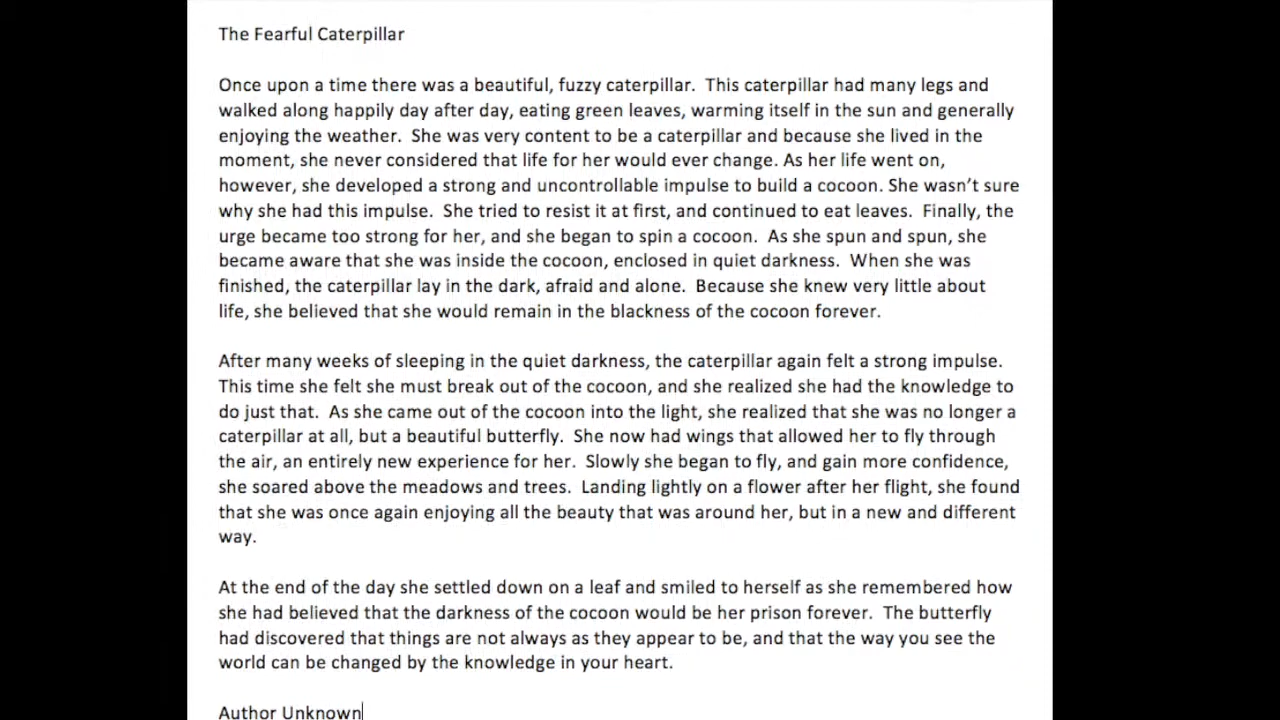 The Fearful Caterpillar
Once upon a time there was a beautiful, fuzzy caterpillar.  This caterpillar had many legs and
walked along happily day after day, eating green leaves, warming itself in the sun and generally
enjoying the weather.  She was very content to be a caterpillar and because she lived in the
moment, she never considered that life for her would ever change. As her life went on,
however, she developed a strong and uncontrollable impulse to build a cocoon. She wasn’t sure
why she had this impulse.  She tried to resist it at first, and continued to eat leaves.  Finally, the
urge became too strong for her, and she began to spin a cocoon.  As she spun and spun, she
became aware that she was inside the cocoon, enclosed in quiet darkness.  When she was
finished, the caterpillar lay in the dark, afraid and alone.  Because she knew very little about
life, she believed that she would remain in the blackness of the cocoon forever.
After many weeks of sleeping in the quiet darkness, the caterpillar again felt a strong impulse.
This time she felt she must break out of the cocoon, and she realized she had the knowledge to
do just that.  As she came out of the cocoon into the light, she realized that she was no longer a
caterpillar at all, but a beautiful butterfly.  She now had wings that allowed her to fly through
the air, an entirely new experience for her.  Slowly she began to fly, and gain more confidence,
she soared above the meadows and trees.  Landing lightly on a flower after her flight, she found
that she was once again enjoying all the beauty that was around her, but in a new and different
way.
At the end of the day she settled down on a leaf and smiled to herself as she remembered how
she had believed that the darkness of the cocoon would be her prison forever.  The butterfly
had discovered that things are not always as they appear to be, and that the way you see the
world can be changed by the knowledge in your heart.
Author Unknown